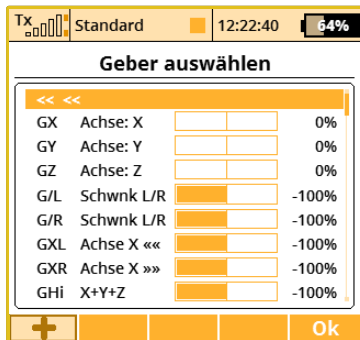 Tx Standard 12:22:40 64%
Geber auswählen
<< <<
GX Achse: X 0%
GY Achse: Y 0%
GZ Achse: Z 0%
G/L Schwnk L/R -100%
G/R Schwnk L/R -100%
GXL Achse X «« -100%
GXR Achse X »» -100%
GHi X+Y+Z -100%
+ Ok